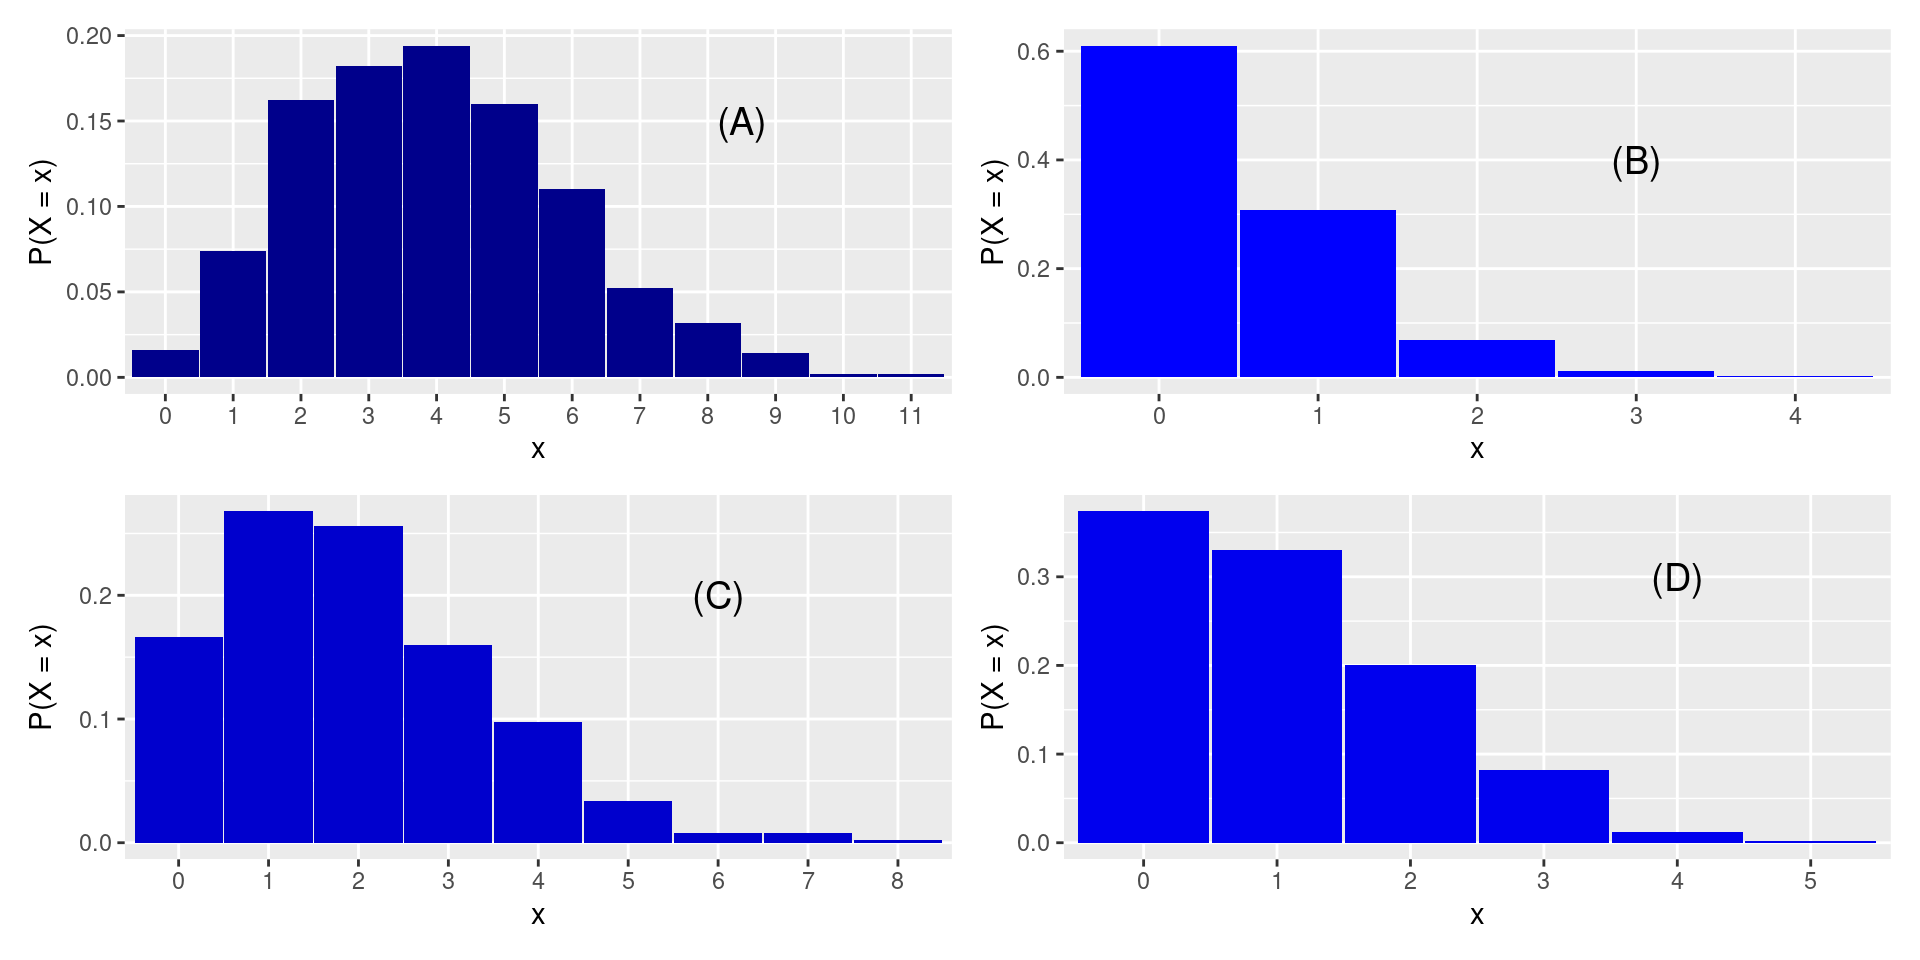 0.20
0.15
0.10
0.05
0.00
P(X = x)
(A)
0 1 2 3 4 5 6 7 8 9 10 11
x
0.6
0.4
0.2
0.0
P(X = x)
(B)
0 1 2 3 4
x
0.2
0.1
0.0
P(X = x)
(C)
0 1 2 3 4 5 6 7 8
x
0.3
0.2
0.1
0.0
P(X = x)
(D)
0 1 2 3 4 5
x